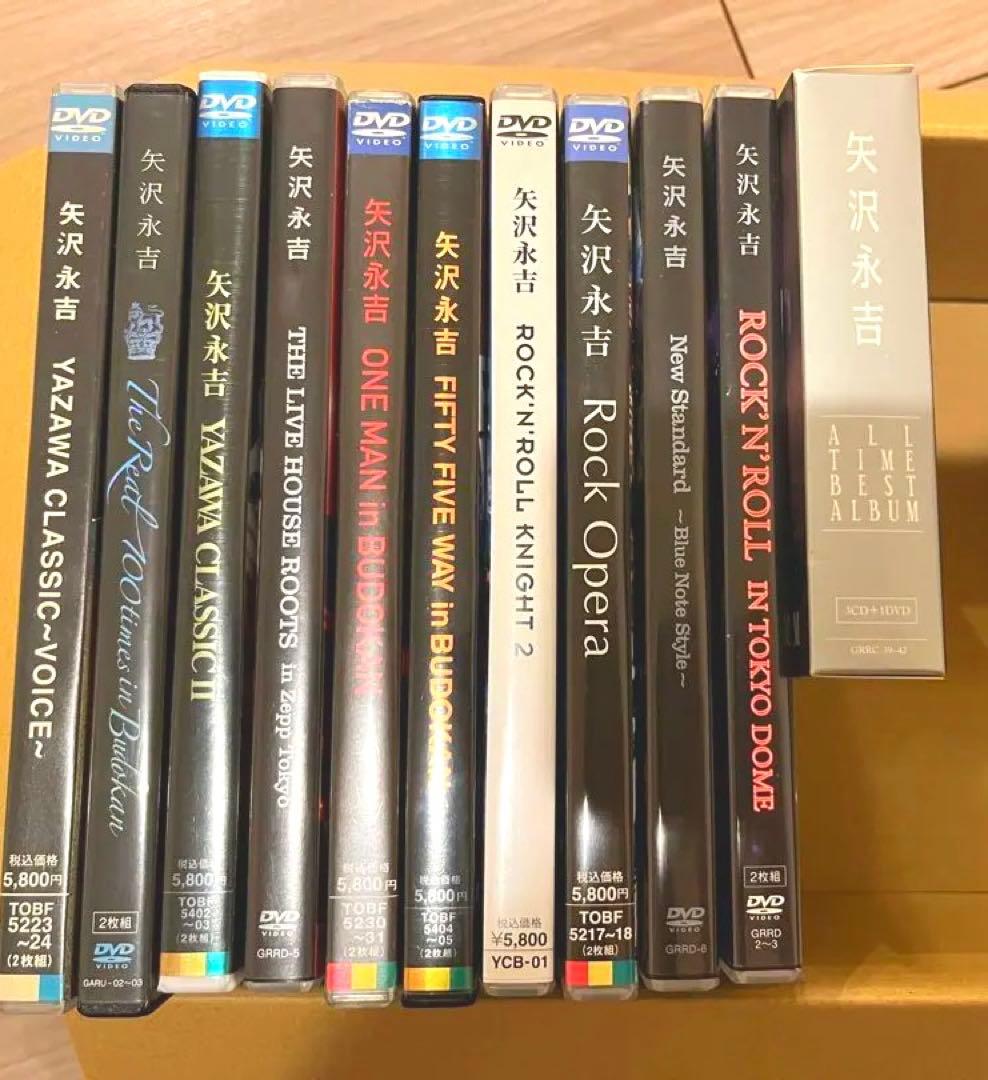 DVD
VIDEO
矢沢永吉 YAZAWA CLASSIC~VOICE~
税込価格
5,800円
TOBF
5223
~24
(2枚組)
矢沢永吉 The Real 100times in Budokan
2枚組
DVD
VIDEO
GARU-02~03
DVD
VIDEO
矢沢永吉 YAZAWA CLASSIC II
税込価格
5,800円
TOBF
5402
~03
(2枚組)
矢沢永吉 THE LIVE HOUSE ROOTS in Zepp Tokyo
DVD
VIDEO
GRRD-5
DVD
VIDEO
矢沢永吉 ONE MAN in BUDOKAN
税込価格
5,800円
TOBF
5230
~31
(2枚組)
DVD
VIDEO
矢沢永吉 FIFTY FIVE WAY in BUDOKAN
税込価格
5,800円
TOBF
5404
~05
(2枚組)
DVD
VIDEO
矢沢永吉 ROCK'N'ROLL KNIGHT 2
税込価格
¥5,800
YCB-01
DVD
VIDEO
矢沢永吉 Rock Opera
税込価格
5,800円
TOBF
5217~18
(2枚組)
矢沢永吉 New Standard ~Blue Note Style~
DVD
VIDEO
GRRD-6
矢沢永吉 ROCK'N'ROLL IN TOKYO DOME
2枚組
DVD
VIDEO
GRRD
2~3
矢沢永吉
ALL
TIME
BEST
ALBUM
3CD+1DVD
GRRC 39-42